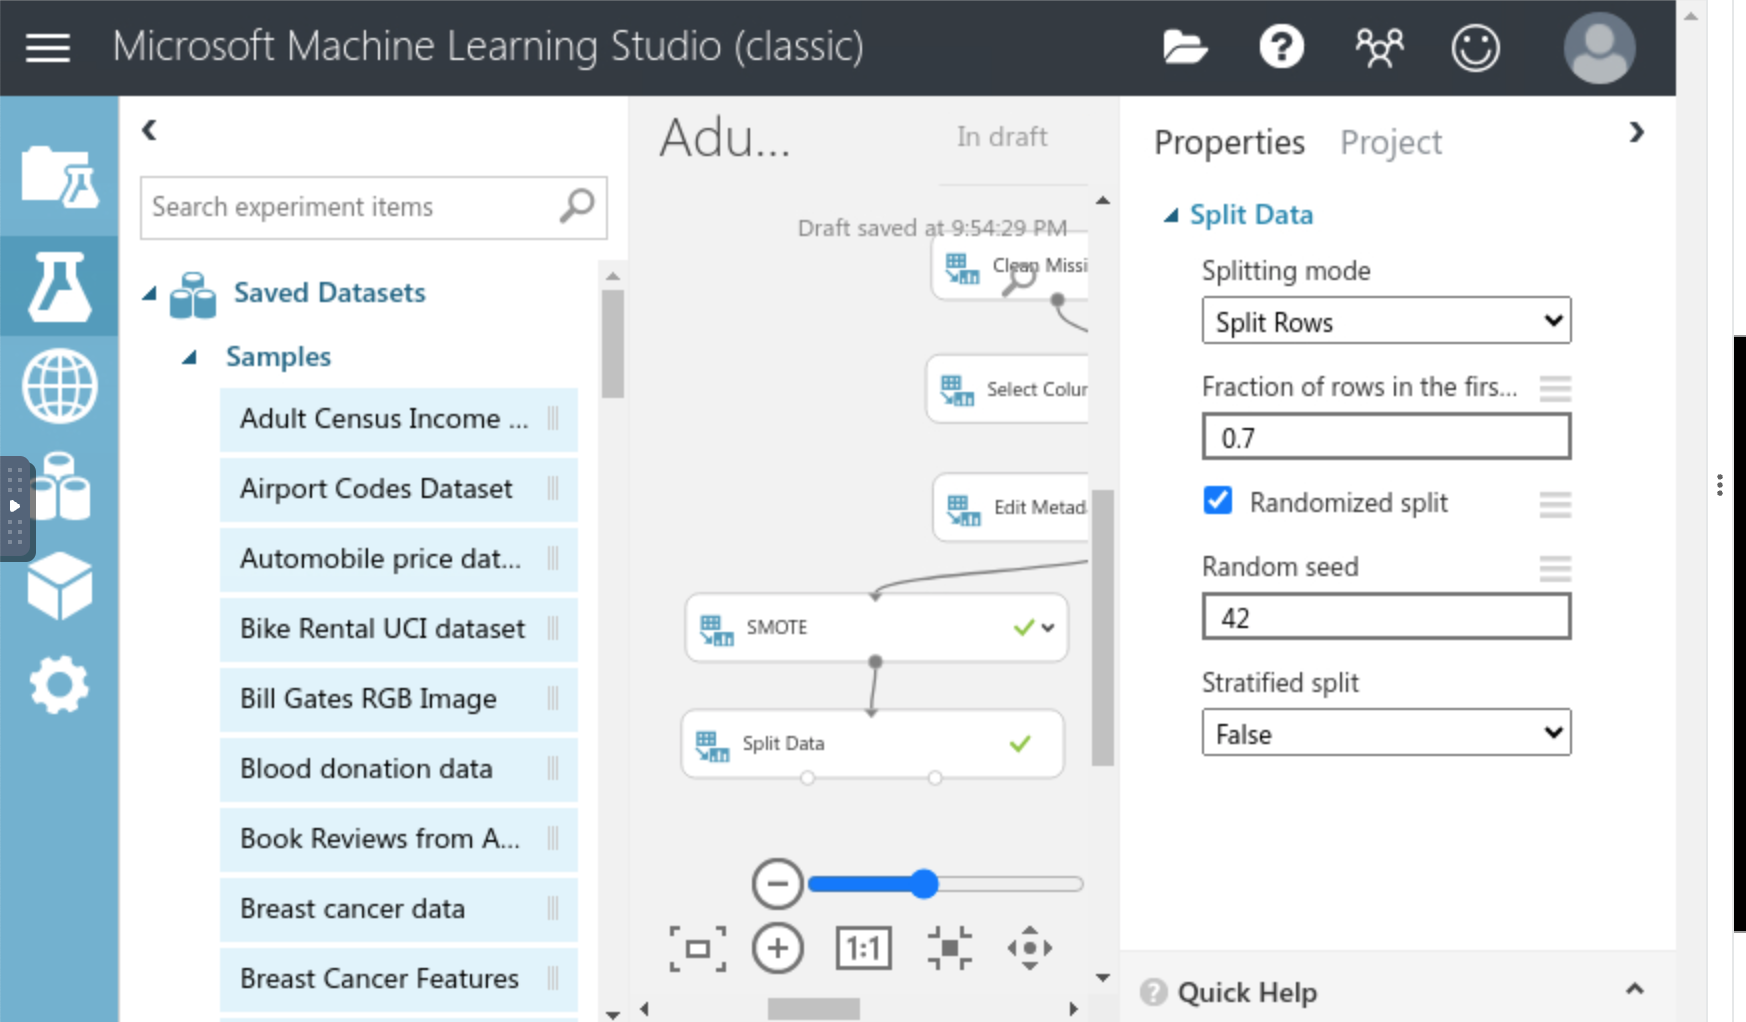 Microsoft Machine Learning Studio (classic)
Search experiment items
Saved Datasets
Samples
Adult Census Income ...
Airport Codes Dataset
Automobile price dat...
Bike Rental UCI dataset
Bill Gates RGB Image
Blood donation data
Book Reviews from A...
Breast cancer data
Breast Cancer Features
Adu...
In draft
Draft saved at 9:54:29 PM
Clean Missi
Select Colur
Edit Metad
SMOTE
Split Data
1:1
Properties Project
Split Data
Splitting mode
Split Rows
Fraction of rows in the firs...
0.7
Randomized split
Random seed
42
Stratified split
False
? Quick Help